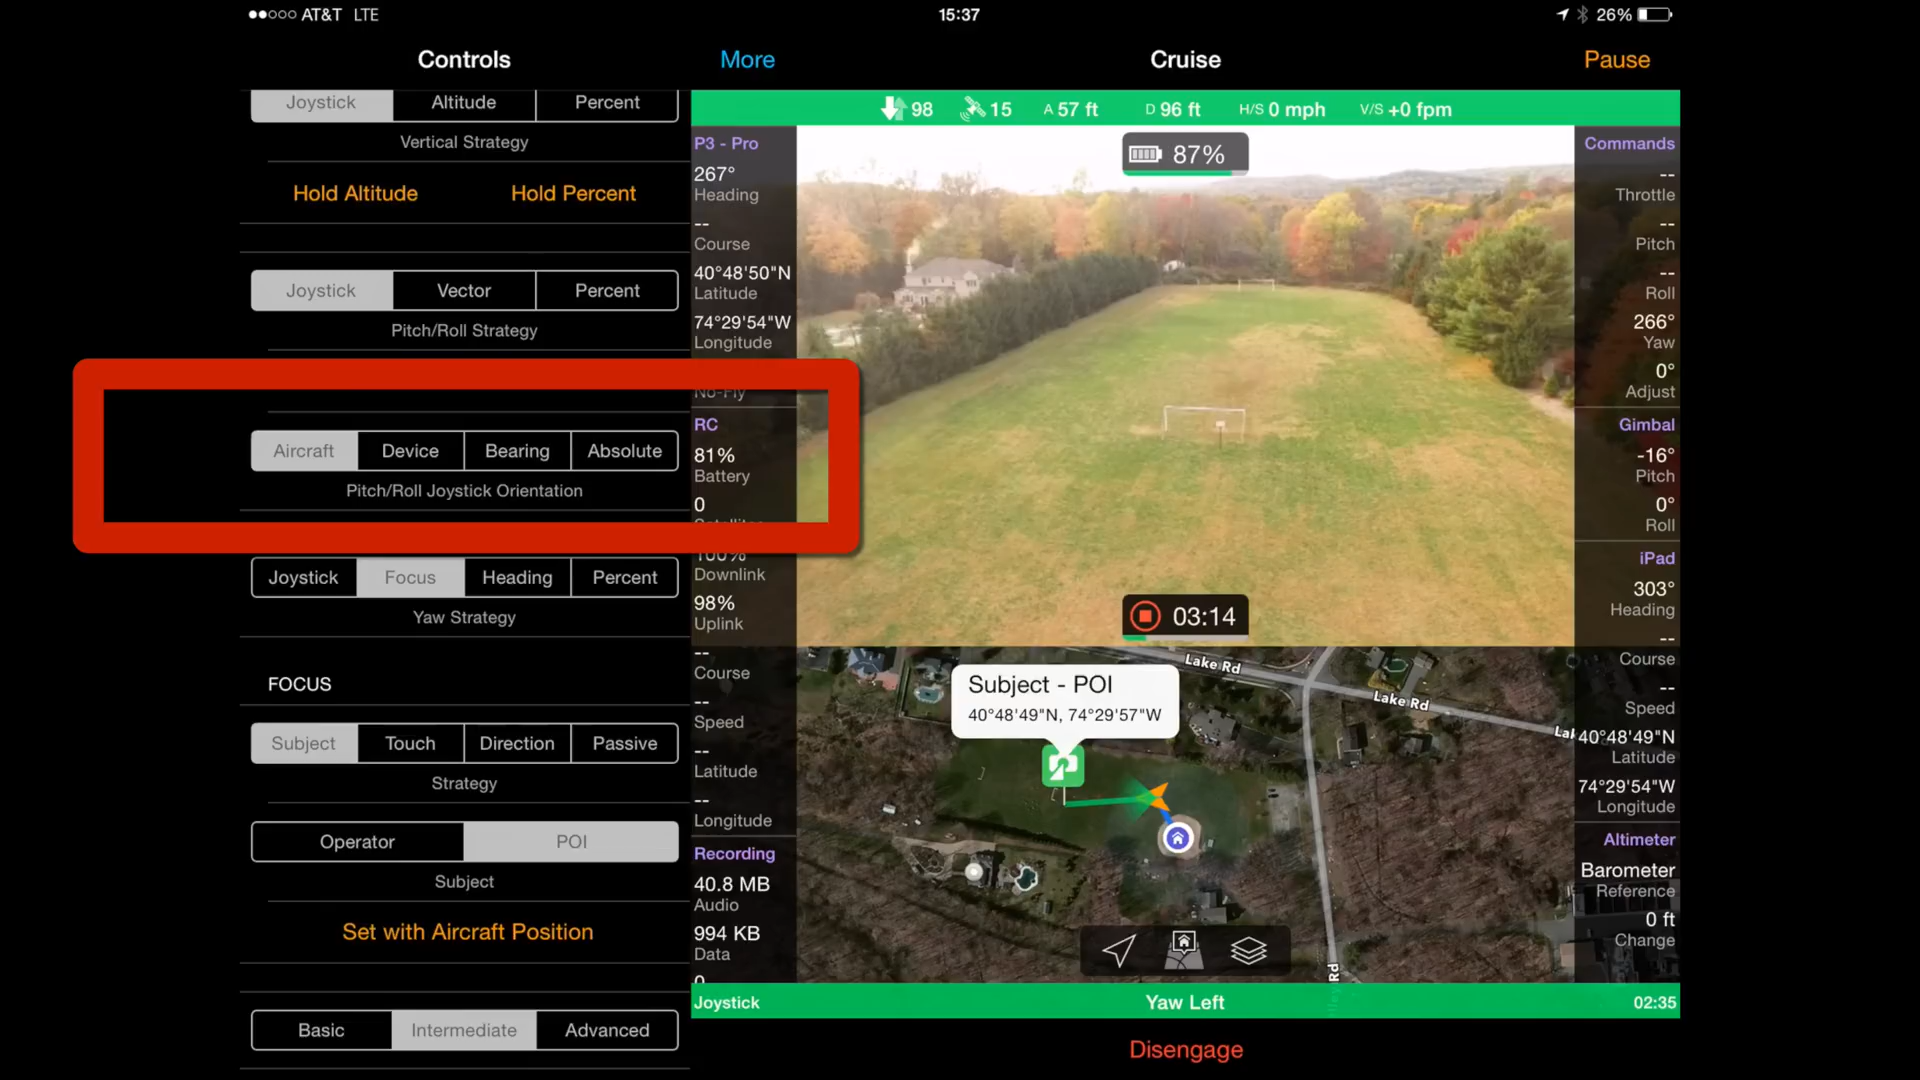 AT&T LTE
15:37
26%
Controls
More
Cruise
Pause
Joystick Altitude Percent
Vertical Strategy
Hold Altitude Hold Percent
Joystick Vector Percent
Pitch/Roll Strategy
Aircraft Device Bearing Absolute
Pitch/Roll Joystick Orientation
Joystick Focus Heading Percent
Yaw Strategy
FOCUS
Subject Touch Direction Passive
Strategy
Operator POI
Subject
Set with Aircraft Position
Basic Intermediate Advanced
98 15 A 57 ft D 96 ft H/S 0 mph V/S +0 fpm
P3 - Pro
267°
Heading
--
Course
40°48'50"N
Latitude
74°29'54"W
Longitude
No-Fly
RC
81%
Battery
0
Satellites
100%
Downlink
98%
Uplink
--
Course
--
Speed
--
Latitude
--
Longitude
Recording
40.8 MB
Audio
994 KB
Data
0
87%
03:14
Lake Rd
Lake Rd
Subject - POI
40°48'49"N, 74°29'57"W
Commands
--
Throttle
--
Pitch
--
Roll
266°
Yaw
0°
Adjust
Gimbal
-16°
Pitch
0°
Roll
iPad
303°
Heading
--
Course
--
Speed
40°48'49"N
Latitude
74°29'54"W
Longitude
Altimeter
Barometer
Reference
0 ft
Change
Joystick
Yaw Left
02:35
Disengage